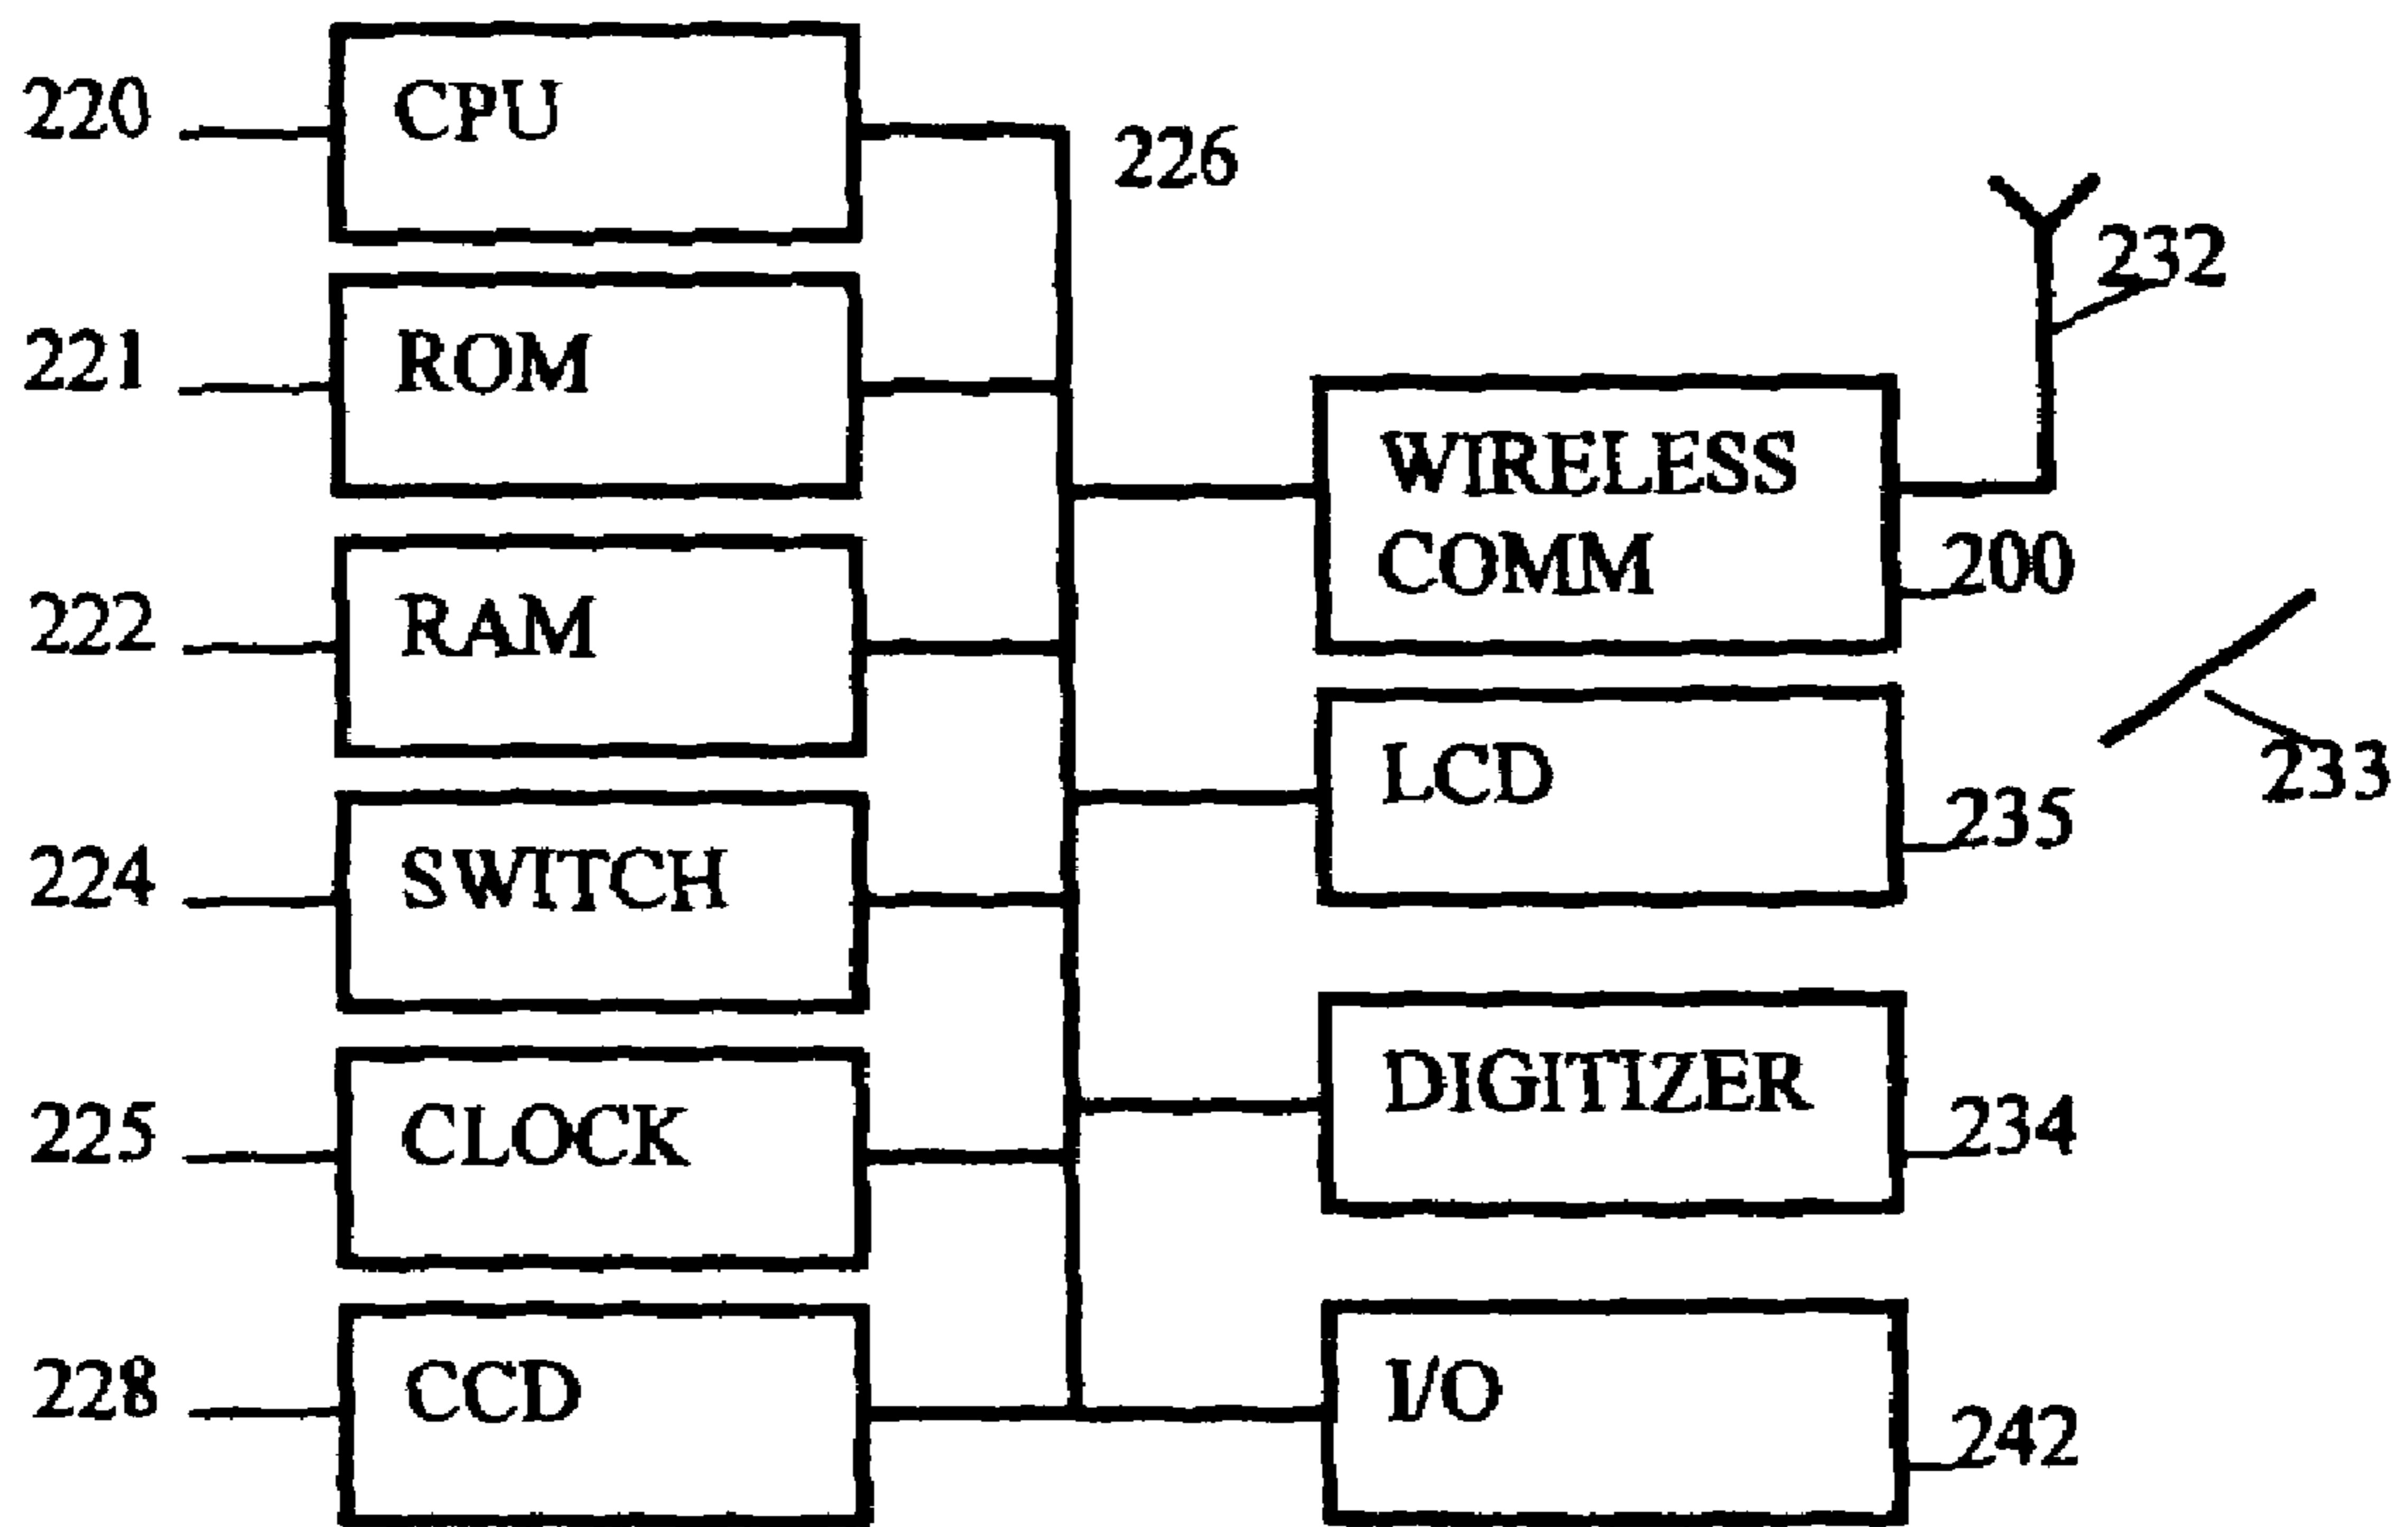 220
CPU
226
221
ROM
232
WIRELESS
COMM
200
222
RAM
LCD
233
235
224
SWITCH
DIGITIZER
234
225
CLOCK
228
CCD
I/O
242